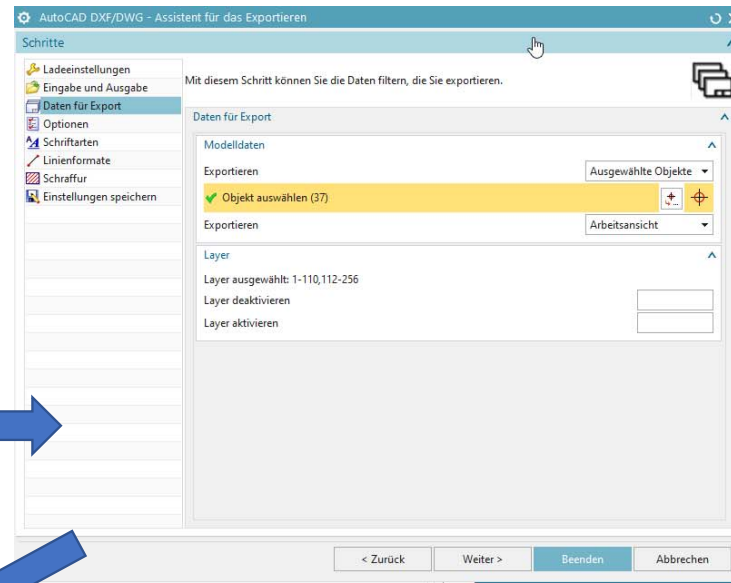 AutoCAD DXF/DWG - Assistent für das Exportieren
Schritte
Ladeeinstellungen
Eingabe und Ausgabe
Daten für Export
Optionen
Schriftarten
Linienformate
Schraffur
Einstellungen speichern
Mit diesem Schritt können Sie die Daten filtern, die Sie exportieren.
Daten für Export
Modelldaten
Exportieren Ausgewählte Objekte
Objekt auswählen (37)
Exportieren Arbeitsansicht
Layer
Layer ausgewählt: 1-110,112-256
Layer deaktivieren
Layer aktivieren
< Zurück Weiter > Beenden Abbrechen